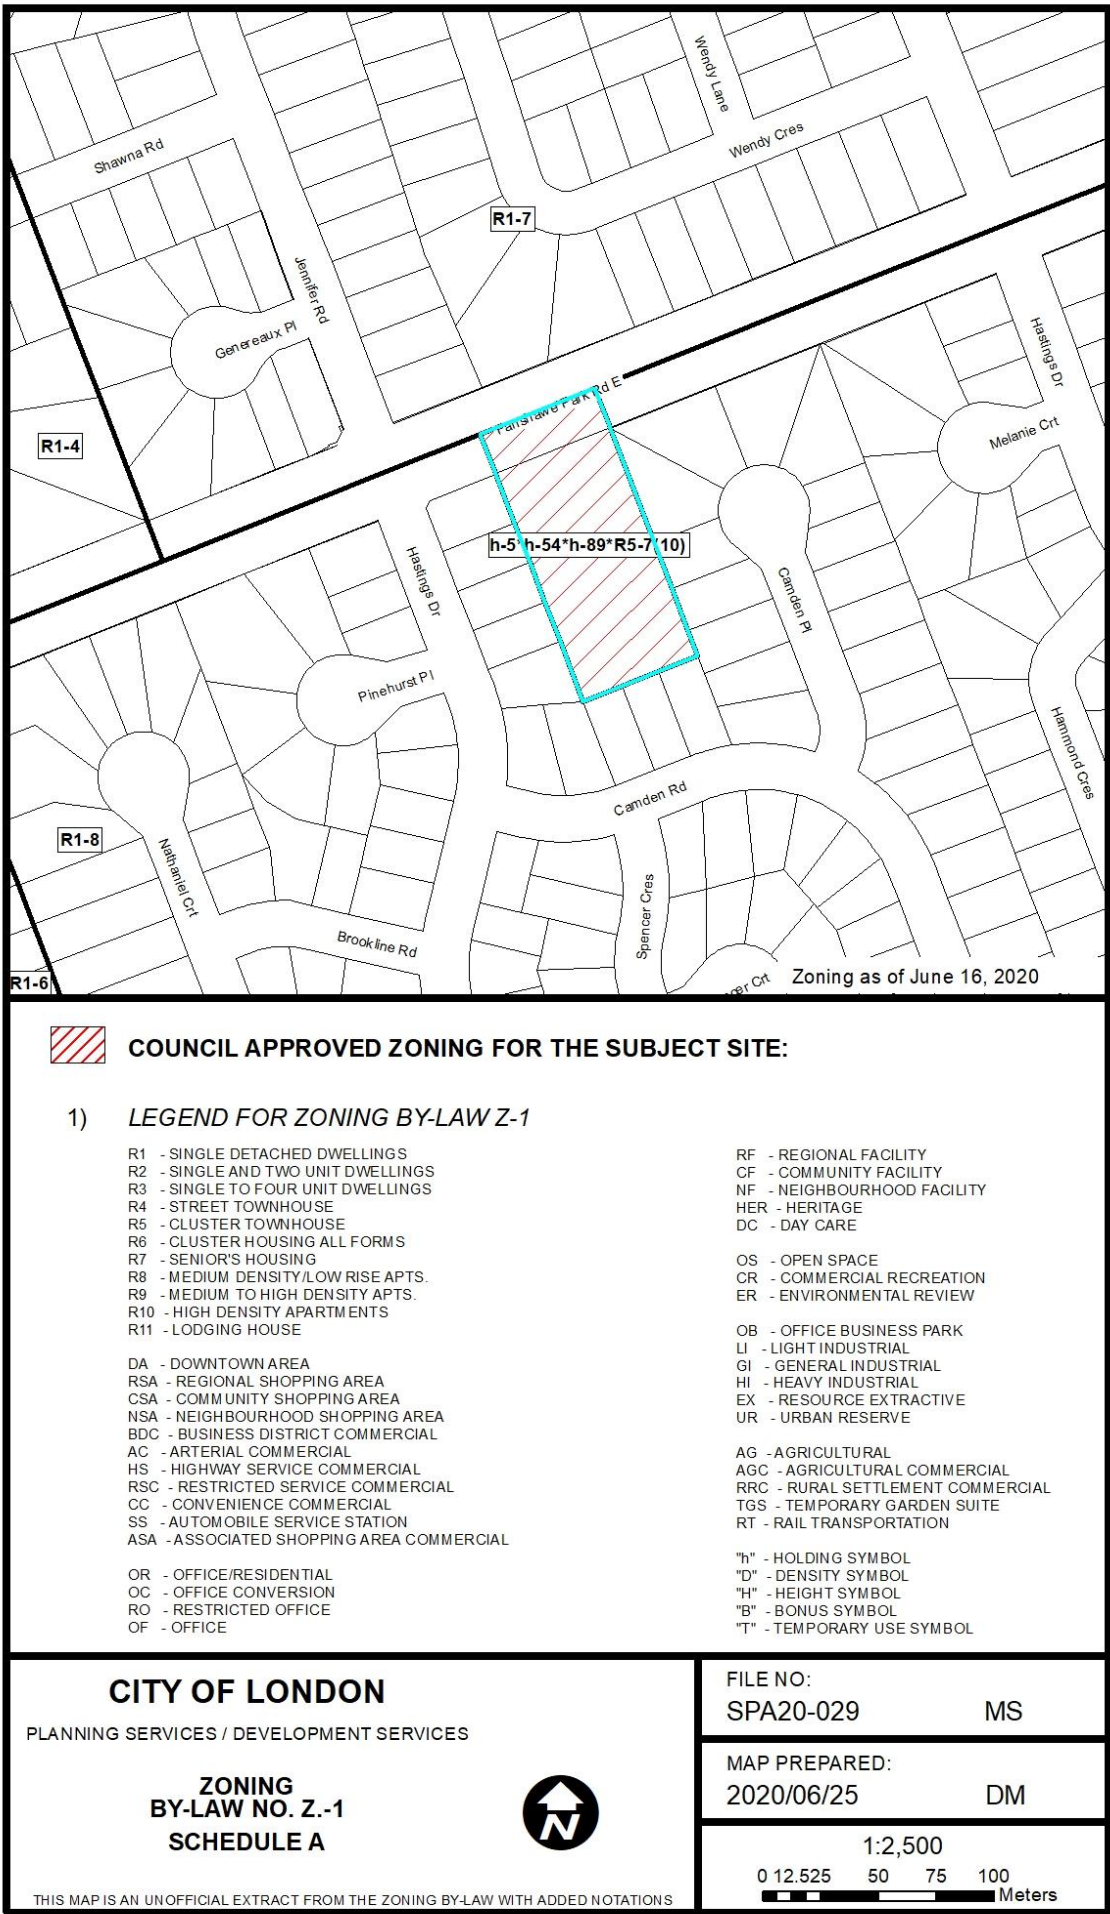 Wendy Lane
Wendy Cres
Shawna Rd
R1-7
Jennifer Rd
Genereaux Pl
Hastings Dr
Fanshawe Park Rd E
Melanie Crt
R1-4
h-5*h-54*h-89*R5-7(10)
Hastings Dr
Camden Pl
Pinehurst Pl
Hammond Cres
Camden Rd
R1-8
Nathaniel Crt
Spencer Cres
Brookline Rd
R1-6
cer Crt
Zoning as of June 16, 2020
COUNCIL APPROVED ZONING FOR THE SUBJECT SITE:
1) LEGEND FOR ZONING BY-LAW Z-1
R1 - SINGLE DETACHED DWELLINGS
R2 - SINGLE AND TWO UNIT DWELLINGS
R3 - SINGLE TO FOUR UNIT DWELLINGS
R4 - STREET TOWNHOUSE
R5 - CLUSTER TOWNHOUSE
R6 - CLUSTER HOUSING ALL FORMS
R7 - SENIOR'S HOUSING
R8 - MEDIUM DENSITY/LOW RISE APTS.
R9 - MEDIUM TO HIGH DENSITY APTS.
R10 - HIGH DENSITY APARTMENTS
R11 - LODGING HOUSE
DA - DOWNTOWN AREA
RSA - REGIONAL SHOPPING AREA
CSA - COMMUNITY SHOPPING AREA
NSA - NEIGHBOURHOOD SHOPPING AREA
BDC - BUSINESS DISTRICT COMMERCIAL
AC - ARTERIAL COMMERCIAL
HS - HIGHWAY SERVICE COMMERCIAL
RSC - RESTRICTED SERVICE COMMERCIAL
CC - CONVENIENCE COMMERCIAL
SS - AUTOMOBILE SERVICE STATION
ASA - ASSOCIATED SHOPPING AREA COMMERCIAL
OR - OFFICE/RESIDENTIAL
OC - OFFICE CONVERSION
RO - RESTRICTED OFFICE
OF - OFFICE
RF - REGIONAL FACILITY
CF - COMMUNITY FACILITY
NF - NEIGHBOURHOOD FACILITY
HER - HERITAGE
DC - DAY CARE
OS - OPEN SPACE
CR - COMMERCIAL RECREATION
ER - ENVIRONMENTAL REVIEW
OB - OFFICE BUSINESS PARK
LI - LIGHT INDUSTRIAL
GI - GENERAL INDUSTRIAL
HI - HEAVY INDUSTRIAL
EX - RESOURCE EXTRACTIVE
UR - URBAN RESERVE
AG - AGRICULTURAL
AGC - AGRICULTURAL COMMERCIAL
RRC - RURAL SETTLEMENT COMMERCIAL
TGS - TEMPORARY GARDEN SUITE
RT - RAIL TRANSPORTATION
"h" - HOLDING SYMBOL
"D" - DENSITY SYMBOL
"H" - HEIGHT SYMBOL
"B" - BONUS SYMBOL
"T" - TEMPORARY USE SYMBOL
CITY OF LONDON
PLANNING SERVICES / DEVELOPMENT SERVICES
ZONING
BY-LAW NO. Z.-1
SCHEDULE A
N
THIS MAP IS AN UNOFFICIAL EXTRACT FROM THE ZONING BY-LAW WITH ADDED NOTATIONS
FILE NO:
SPA20-029 MS
MAP PREPARED:
2020/06/25 DM
1:2,500
0 12.525 50 75 100
Meters